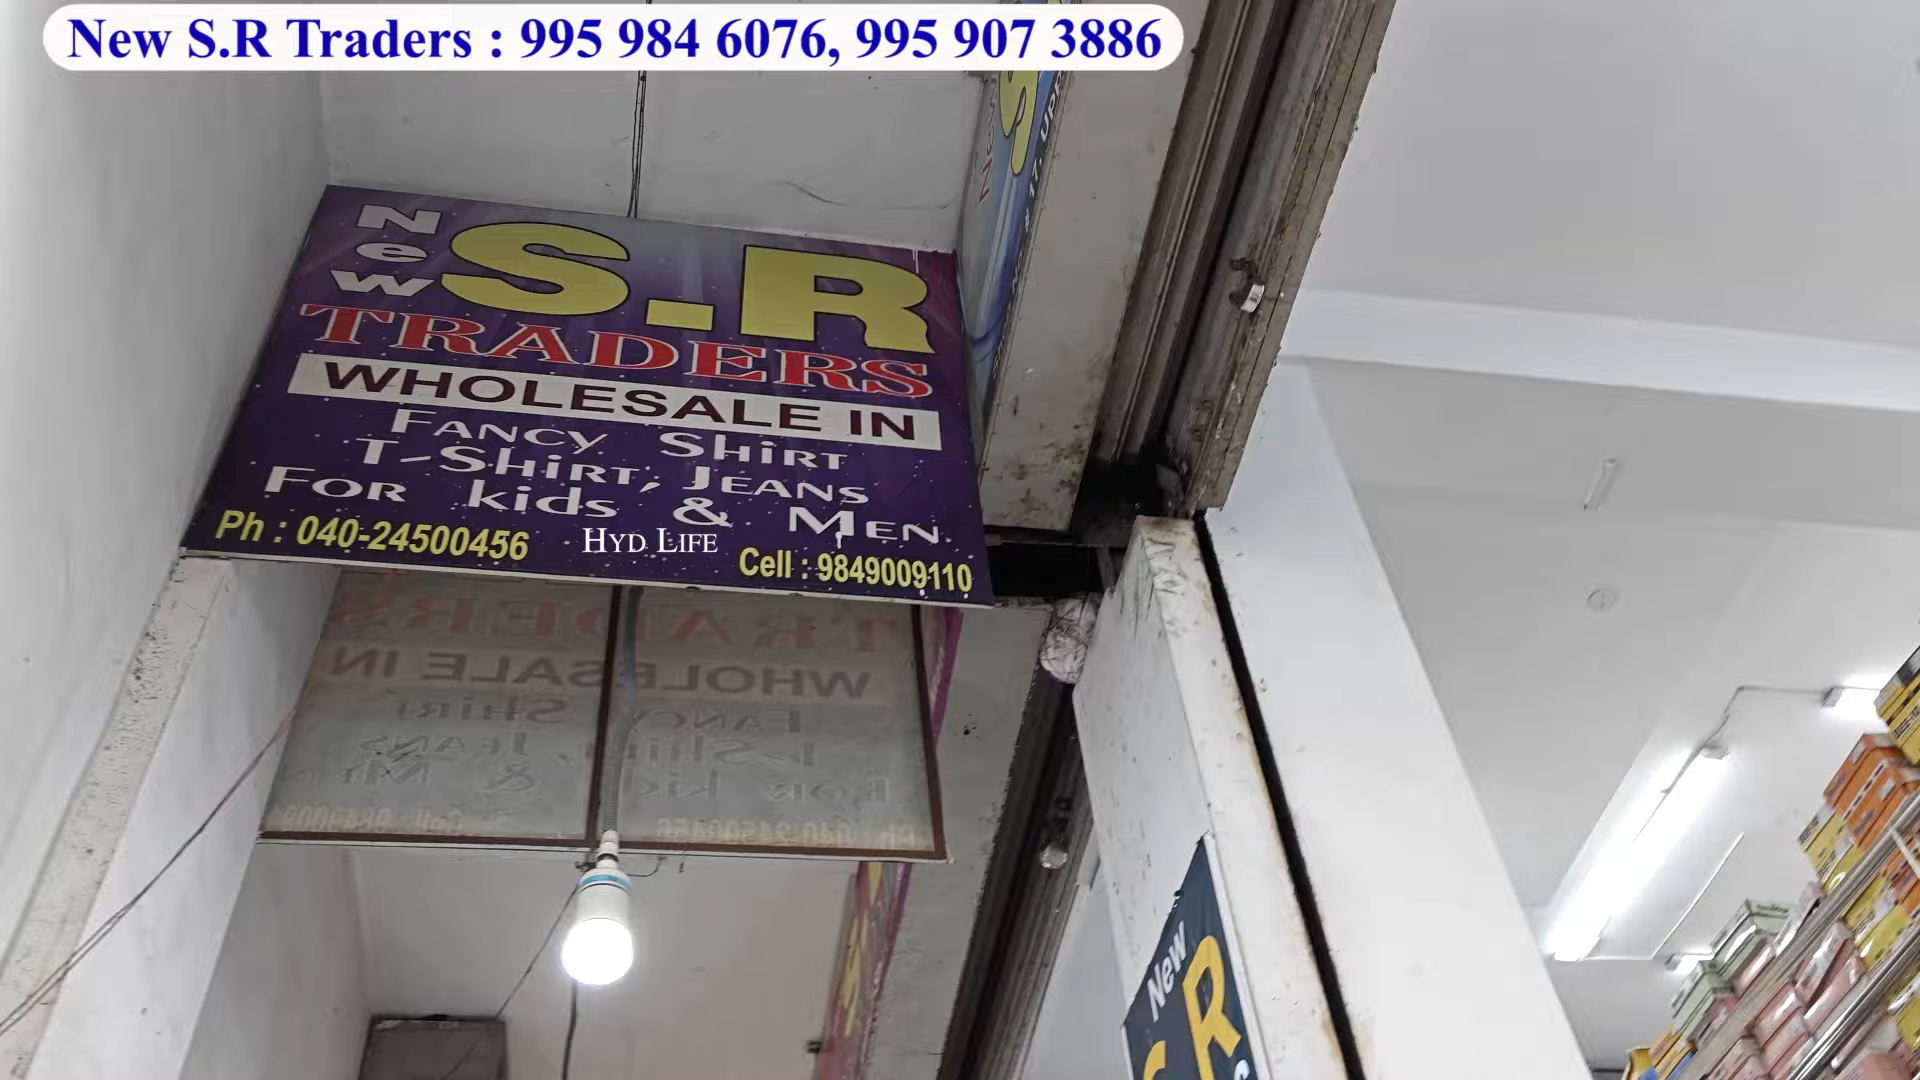 New S.R Traders : 995 984 6076, 995 907 3886
New
S.R
TRADERS
WHOLESALE IN
FANCY SHIRT
T-SHIRT, JEANS
FOR kids & MEN
Ph : 040-24500456
HYD LIFE
Cell : 9849009110
New
R